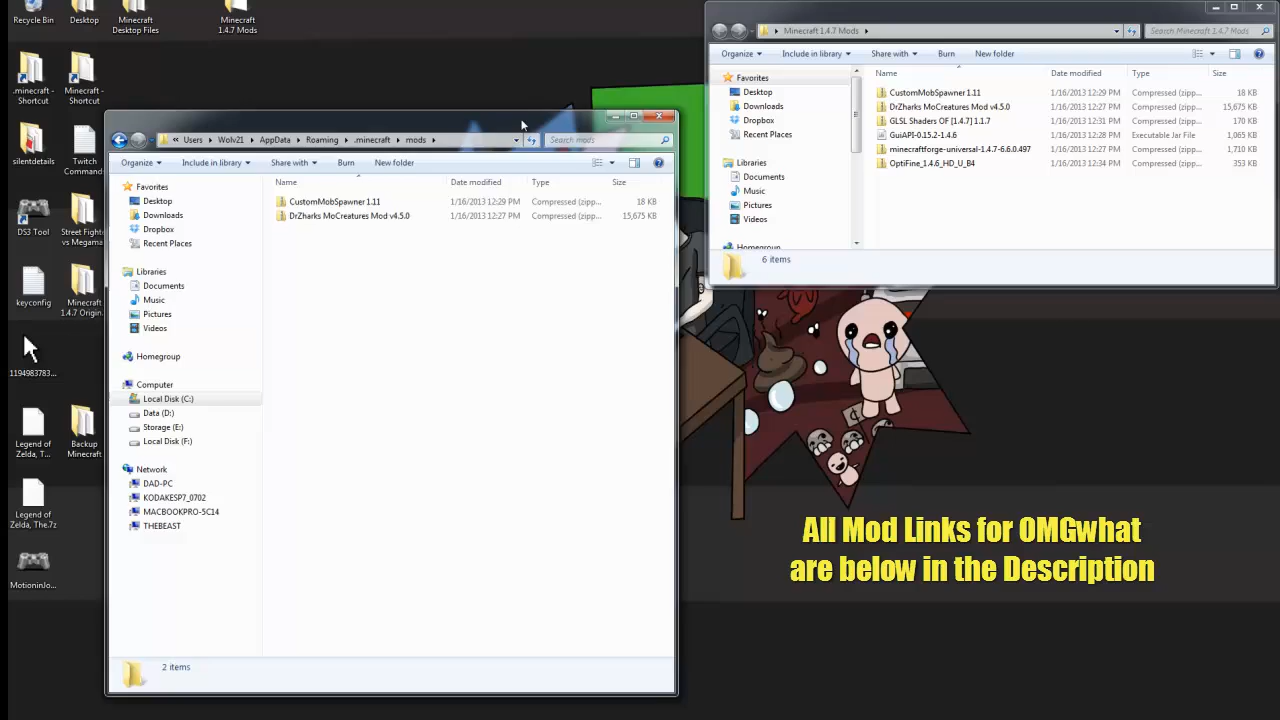 Recycle Bin
Desktop
Minecraft
Desktop Files
Minecraft
1.4.7 Mods
.minecraft -
Shortcut
Minecraft -
Shortcut
silentdetails
Twitch
Command...
DS3 Tool
Street Fight...
vs Megama...
keyconfig
Minecraft
1.4.7 Origin...
1194983783...
Legend of
Zelda, T...
Backup
Minecraft
Legend of
Zelda, The.7z
MotioninJo...
« Users Wolv21 AppData Roaming .minecraft mods
Search mods
Organize Include in library Share with Burn New folder
Name Date modified Type Size
CustomMobSpawner 1.11 1/16/2013 12:29 PM Compressed (zipp... 18 KB
DrZharks MoCreatures Mod v4.5.0 1/16/2013 12:27 PM Compressed (zipp... 15,675 KB
Favorites
Desktop
Downloads
Dropbox
Recent Places
Libraries
Documents
Music
Pictures
Videos
Homegroup
Computer
Local Disk (C:)
Data (D:)
Storage (E:)
Local Disk (F:)
Network
DAD-PC
KODAKESP7_0702
MACBOOKPRO-5C14
THEBEAST
2 items
Minecraft 1.4.7 Mods
Search Minecraft 1.4.7 Mods
Organize Include in library Share with Burn New folder
Name Date modified Type Size
CustomMobSpawner 1.11 1/16/2013 12:29 PM Compressed (zipp... 18 KB
DrZharks MoCreatures Mod v4.5.0 1/16/2013 12:27 PM Compressed (zipp... 15,675 KB
GLSL Shaders OF [1.4.7] 1.1.7 1/16/2013 12:31 PM Compressed (zipp... 170 KB
GuiAPI-0.15.2-1.4.6 1/16/2013 12:28 PM Executable Jar File 1,065 KB
minecraftforge-universal-1.4.7-6.6.0.497 1/16/2013 12:27 PM Compressed (zipp... 1,710 KB
OptiFine_1.4.6_HD_U_B4 1/16/2013 12:34 PM Compressed (zipp... 353 KB
Favorites
Desktop
Downloads
Dropbox
Recent Places
Libraries
Documents
Music
Pictures
Videos
Homegroup
6 items
All Mod Links for OMGwhat
are below in the Description